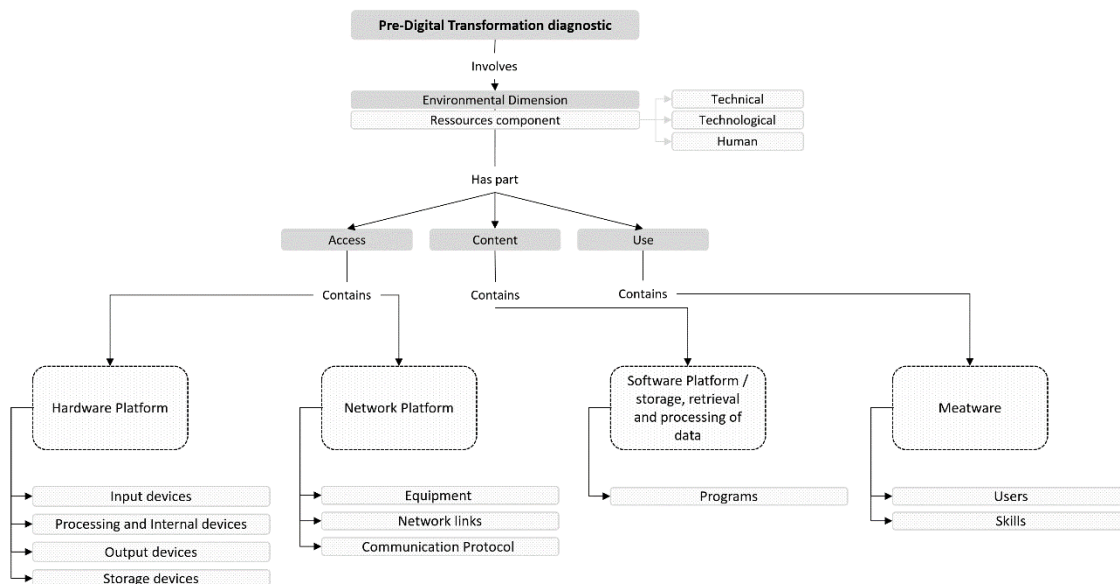 Pre-Digital Transformation diagnostic
Involves
Environmental Dimension
Ressources component
Technical
Technological
Human
Has part
Access
Content
Use
Contains
Contains
Contains
Hardware Platform
Network Platform
Software Platform /
storage, retrieval
and processing of
data
Meatware
Input devices
Processing and Internal devices
Output devices
Storage devices
Equipment
Network links
Communication Protocol
Programs
Users
Skills